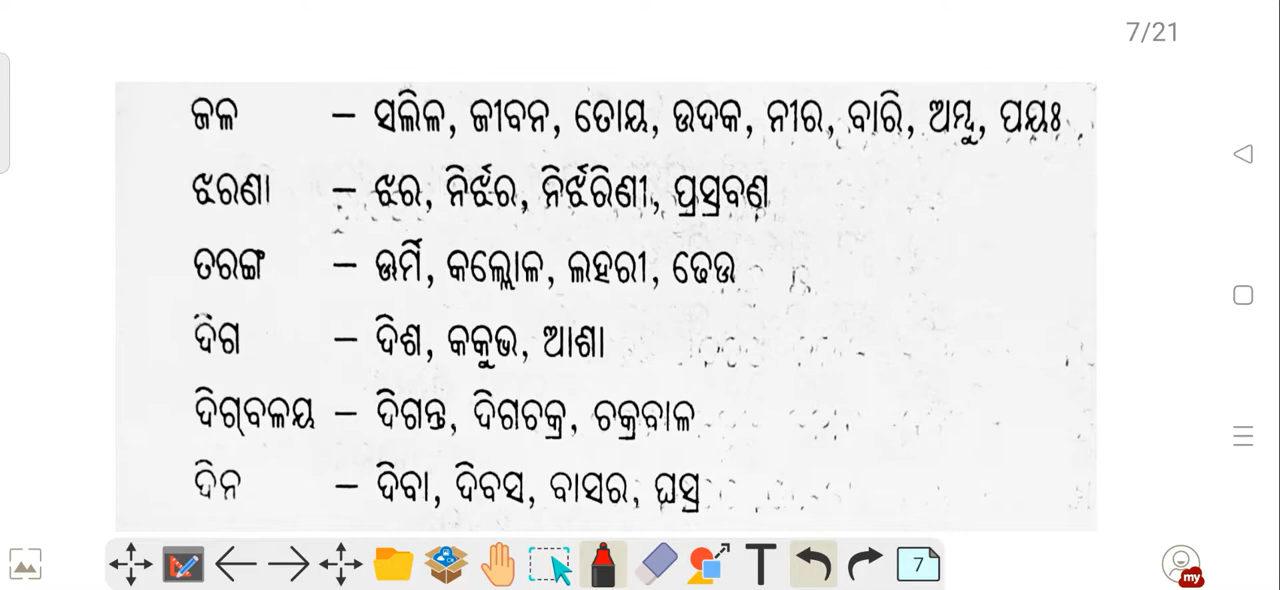 7/21
ଜଳ – ସଲିଳ, ଜୀବନ, ତୋୟ, ଉଦକ, ନୀର, ବାରି, ଅମ୍ବୁ, ପୟଃ
ଝରଣା – ଝର, ନିର୍ଝର, ନିର୍ଝରିଣୀ, ପ୍ରସ୍ରବଣ
ତରଙ୍ଗ – ଊର୍ମି, କଲ୍ଲୋଳ, ଲହରୀ, ଢେଉ
ଦିଗ – ଦିଶ, କକୁଭ, ଆଶା
ଦିଗ୍‌ବଳୟ – ଦିଗନ୍ତ, ଦିଗଚକ୍ର, ଚକ୍ରବାଳ
ଦିନ – ଦିବା, ଦିବସ, ବାସର, ଘସ୍ର
T 7
my